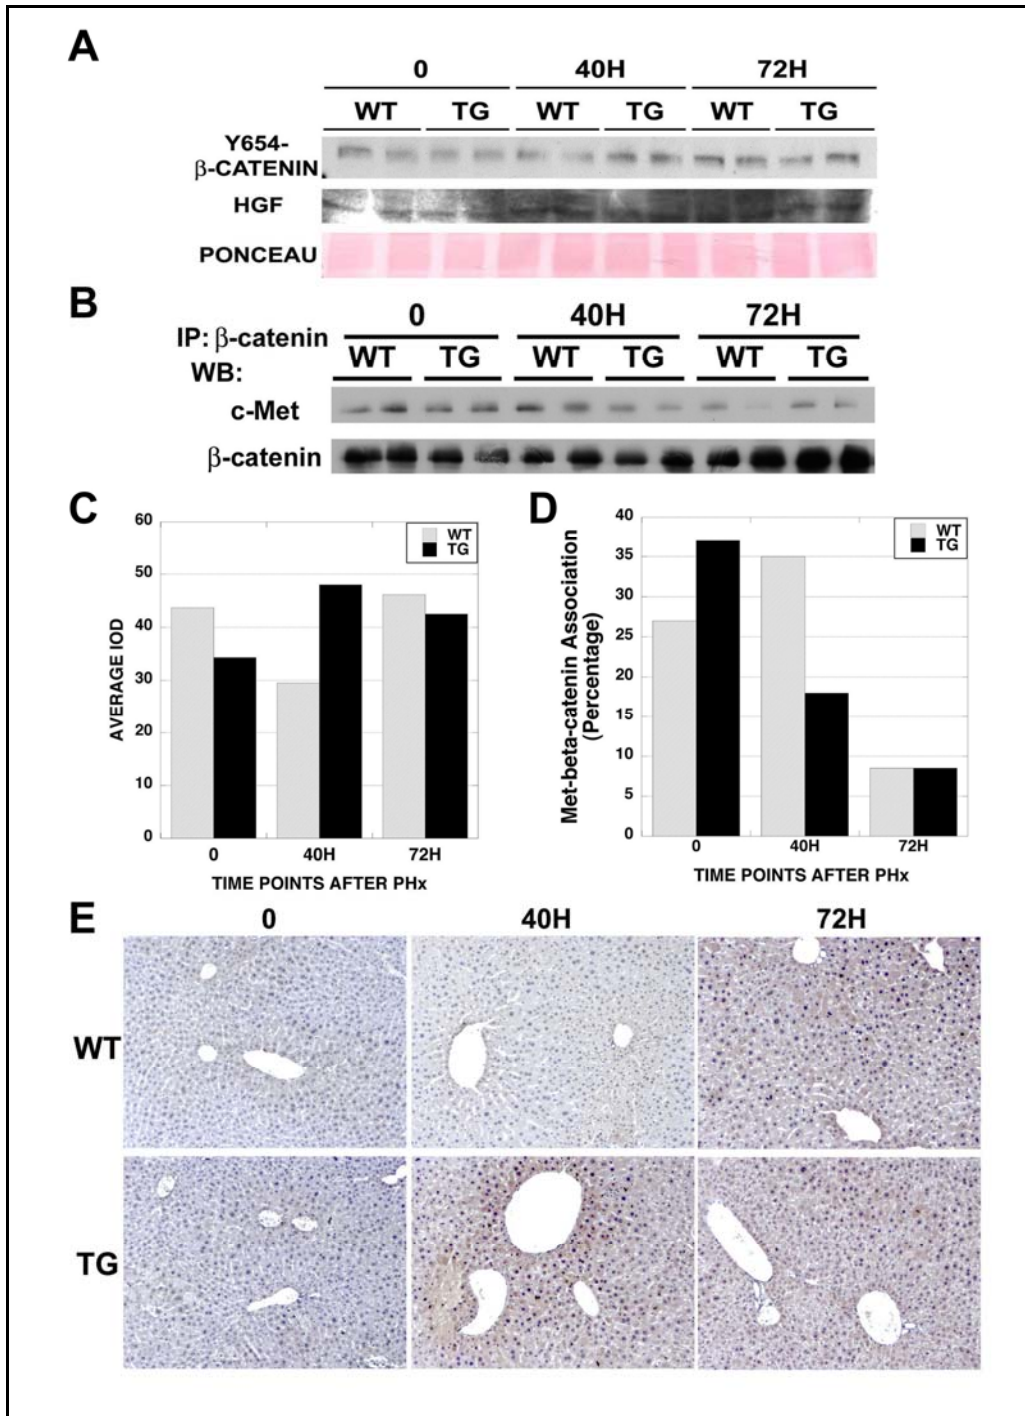 A
0 40H 72H
WT TG WT TG WT TG
Y654-
β-CATENIN
HGF
PONCEAU
B
0 40H 72H
IP: β-catenin
WT TG WT TG WT TG
WB:
c-Met
β-catenin
C
60
50
40
30
20
10
0
AVERAGE IOD
WT
TG
0 40H 72H
TIME POINTS AFTER PHx
D
40
35
30
25
20
15
10
5
0
Met-beta-catenin Association
(Percentage)
WT
TG
0 40H 72H
TIME POINTS AFTER PHx
E
0 40H 72H
WT
TG